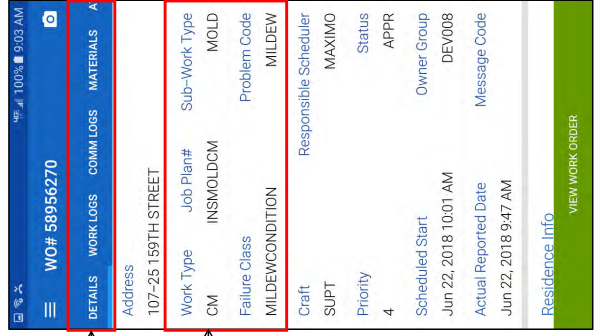 4G 100% 9:03 AM
WO# 58956270
DETAILS WORK LOGS COMM LOGS MATERIALS A
Address
107-25 159TH STREET
Work Type Job Plan# Sub-Work Type
CM INSMOLDCM MOLD
Failure Class Problem Code
MILDEWCONDITION MILDEW
Craft Responsible Scheduler
SUPT MAXIMO
Priority Status
4 APPR
Scheduled Start Owner Group
Jun 22, 2018 10:01 AM DEV008
Actual Reported Date Message Code
Jun 22, 2018 9:47 AM
Residence Info
VIEW WORK ORDER